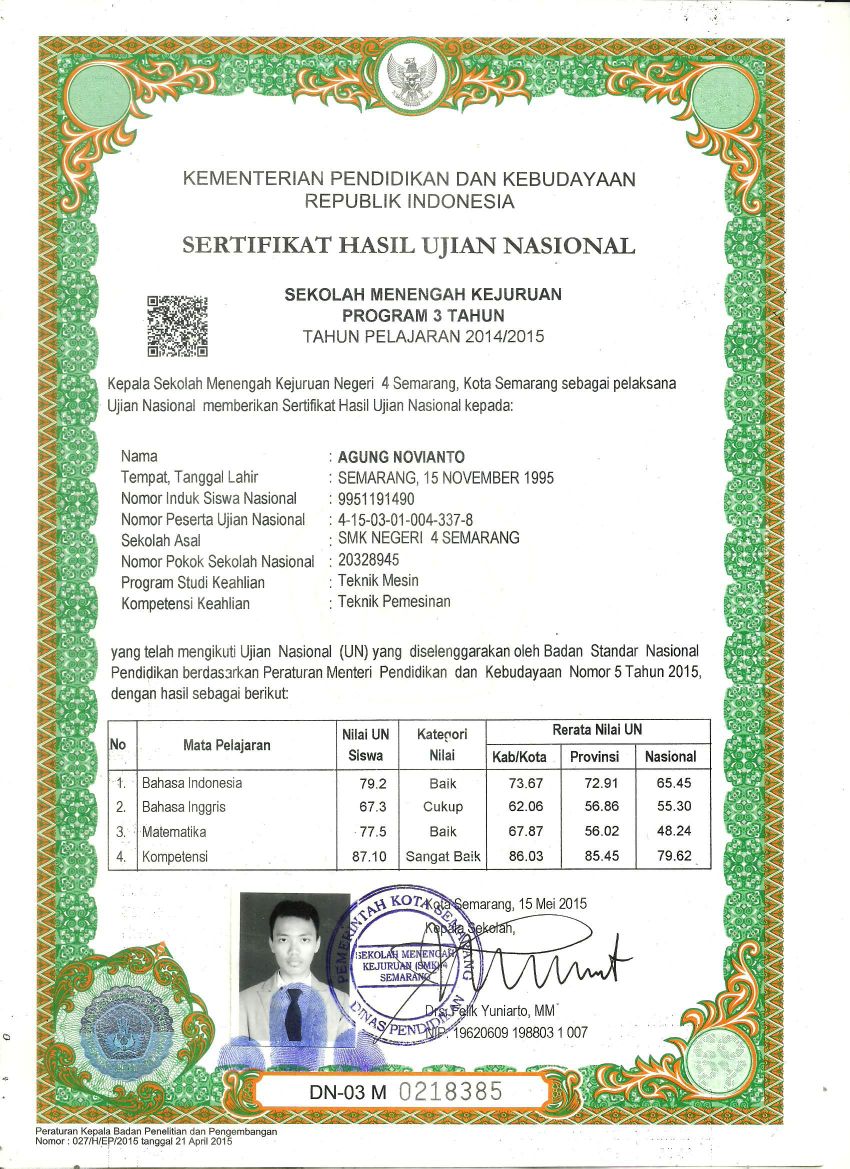 KEMENTERIAN PENDIDIKAN DAN KEBUDAYAAN
REPUBLIK INDONESIA
SERTIFIKAT HASIL UJIAN NASIONAL
SEKOLAH MENENGAH KEJURUAN
PROGRAM 3 TAHUN
TAHUN PELAJARAN 2014/2015
Kepala Sekolah Menengah Kejuruan Negeri 4 Semarang, Kota Semarang sebagai pelaksana
Ujian Nasional memberikan Sertifikat Hasil Ujian Nasional kepada:
Nama : AGUNG NOVIANTO
Tempat, Tanggal Lahir : SEMARANG, 15 NOVEMBER 1995
Nomor Induk Siswa Nasional : 9951191490
Nomor Peserta Ujian Nasional : 4-15-03-01-004-337-8
Sekolah Asal : SMK NEGERI 4 SEMARANG
Nomor Pokok Sekolah Nasional : 20328945
Program Studi Keahlian : Teknik Mesin
Kompetensi Keahlian : Teknik Pemesinan
yang telah mengikuti Ujian Nasional (UN) yang diselenggarakan oleh Badan Standar Nasional
Pendidikan berdasarkan Peraturan Menteri Pendidikan dan Kebudayaan Nomor 5 Tahun 2015,
dengan hasil sebagai berikut:
No Mata Pelajaran Nilai UN Siswa Kategori Nilai Rerata Nilai UN
Kab/Kota Provinsi Nasional
1. Bahasa Indonesia 79.2 Baik 73.67 72.91 65.45
2. Bahasa Inggris 67.3 Cukup 62.06 56.86 55.30
3. Matematika 77.5 Baik 67.87 56.02 48.24
4. Kompetensi 87.10 Sangat Baik 86.03 85.45 79.62
Kota Semarang, 15 Mei 2015
Kepala Sekolah,
PEMERINTAH KOTA SEMARANG
SEKOLAH MENENGAH
KEJURUAN (SMK) 4
SEMARANG
DINAS PENDIDIKAN
Drs. Felik Yuniarto, MM
NIP. 19620609 198803 1 007
DN-03 M 0218385
Peraturan Kepala Badan Penelitian dan Pengembangan
Nomor : 027/H/EP/2015 tanggal 21 April 2015